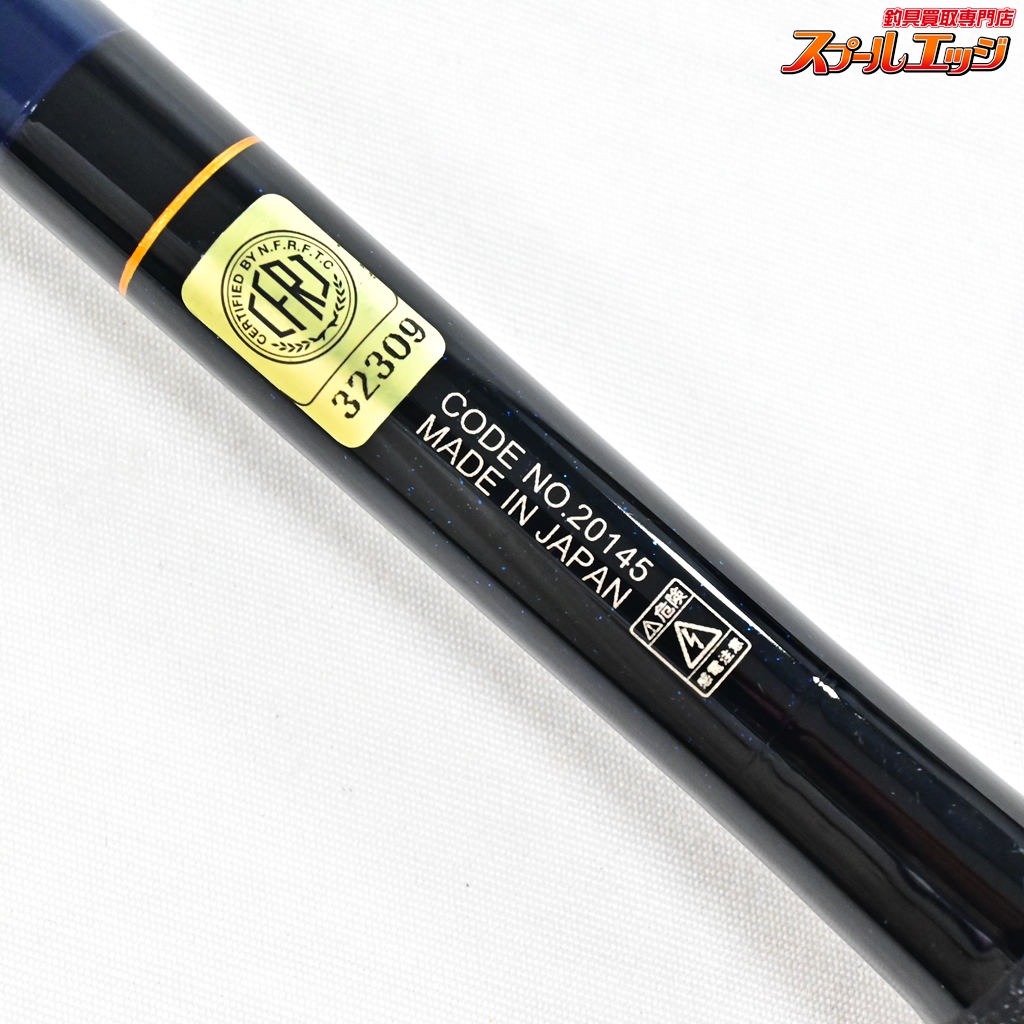 釣具買取専門店
スプールエッジ
CERTIFIED BY N.F.R.F.T.C
CFRJ
32309
CODE NO.20145
MADE IN JAPAN
危険
感電注意